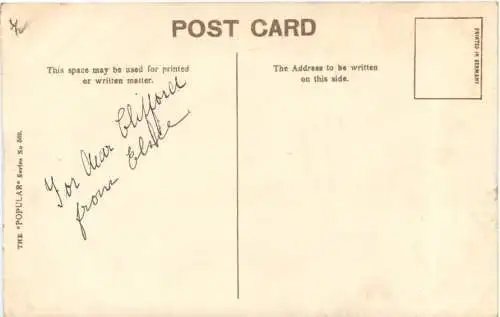 POST CARD
This space may be used for printed
or written matter.
The Address to be written
on this side.
PRINTED IN GERMANY
THE "POPULAR" Series No
For dear Clifford
from Elsie